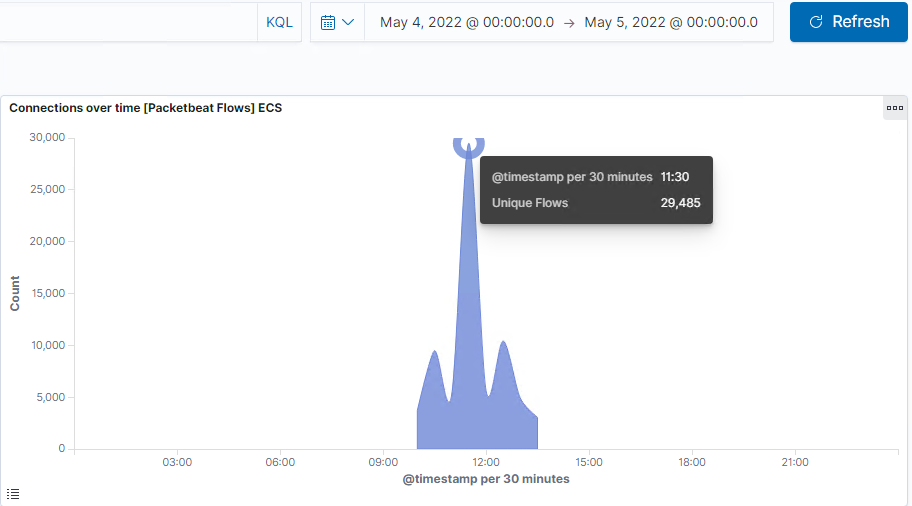 KQL
May 4, 2022 @ 00:00:00.0 → May 5, 2022 @ 00:00:00.0
Refresh
Connections over time [Packetbeat Flows] ECS
30,000
25,000
20,000
15,000
10,000
5,000
0
Count
@timestamp per 30 minutes 11:30
Unique Flows 29,485
03:00 06:00 09:00 12:00 15:00 18:00 21:00
@timestamp per 30 minutes